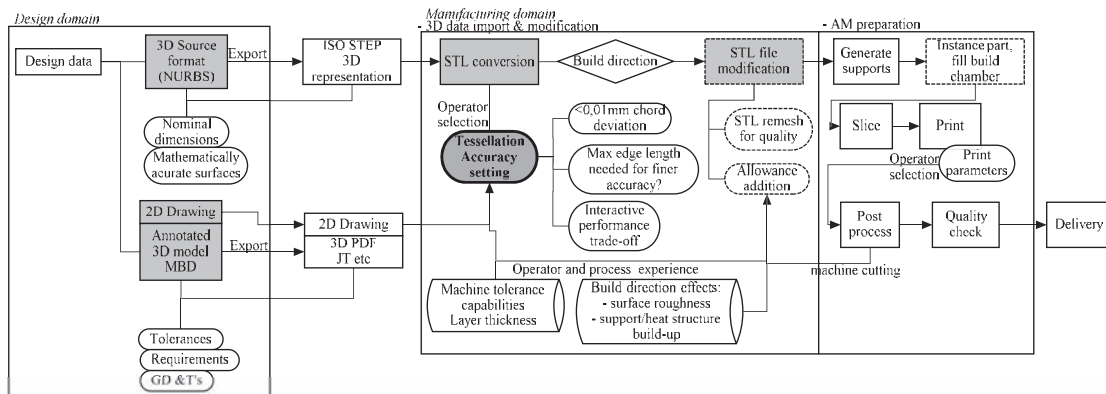 Design domain
Design data
3D Source
format
(NURBS)
Export
Nominal
dimensions
Mathematically
acurate surfaces
2D Drawing
Annotated
3D model
MBD
Export
Tolerances
Requirements
GD &T's
ISO STEP
3D
representation
2D Drawing
3D PDF
JT etc
Mamufacturing domain
- 3D data import & modification
STL conversion
Build direction
STL file
modification
Operator
selection
Tessellation
Accuracy
setting
<0,01mm chord
deviation
Max edge length
needed for finer
accuracy?
Interactive
performance
trade-off
STL remesh
for quality
Allowance
addition
Operator and process experience
Machine tolerance
capabilities
Layer thickness
Build direction effects:
- surface roughness
- support/heat structure
build-up
- AM preparation
Generate
supports
Instance part,
fill build
chamber
Slice
Print
Operator
selection
Print
parameters
Post
process
machine cutting
Quality
check
Delivery